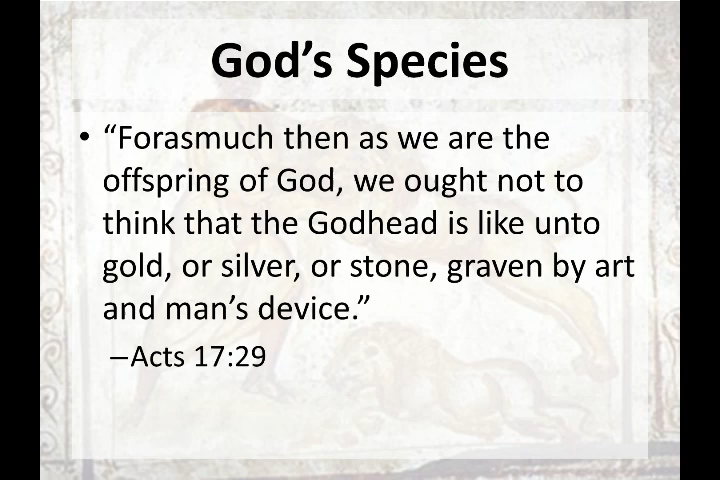 God’s Species
• “Forasmuch then as we are the
offspring of God, we ought not to
think that the Godhead is like unto
gold, or silver, or stone, graven by art
and man’s device.”
–Acts 17:29